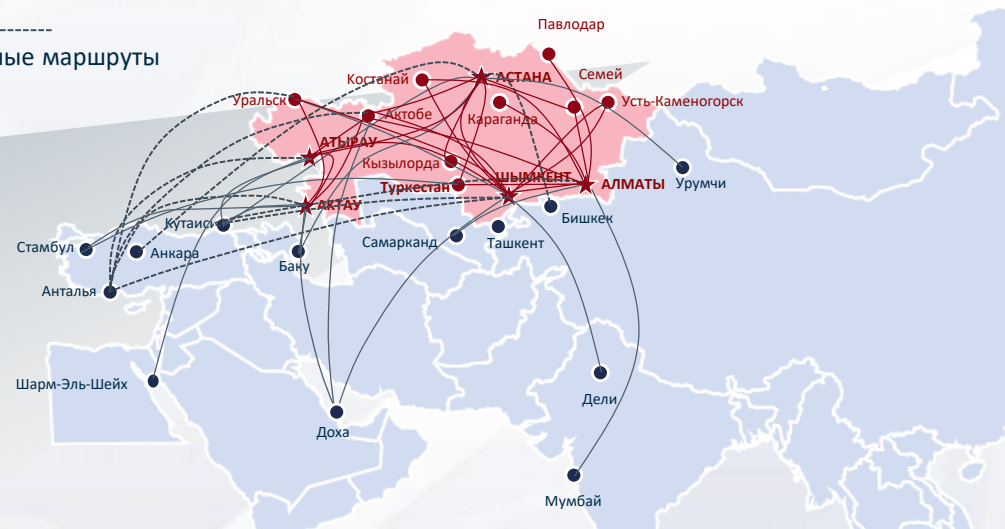 ные маршруты
Павлодар
Костанай
АСТАНА
Семей
Уральск
Актобе
Караганда
Усть-Каменогорск
АТЫРАУ
Кызылорда
ШЫМКЕНТ
Туркестан
АЛМАТЫ
Урумчи
АКТАУ
Кутаиси
Бишкек
Стамбул
Анкара
Баку
Самарканд
Ташкент
Анталья
Шарм-Эль-Шейх
Дели
Доха
Мумбай